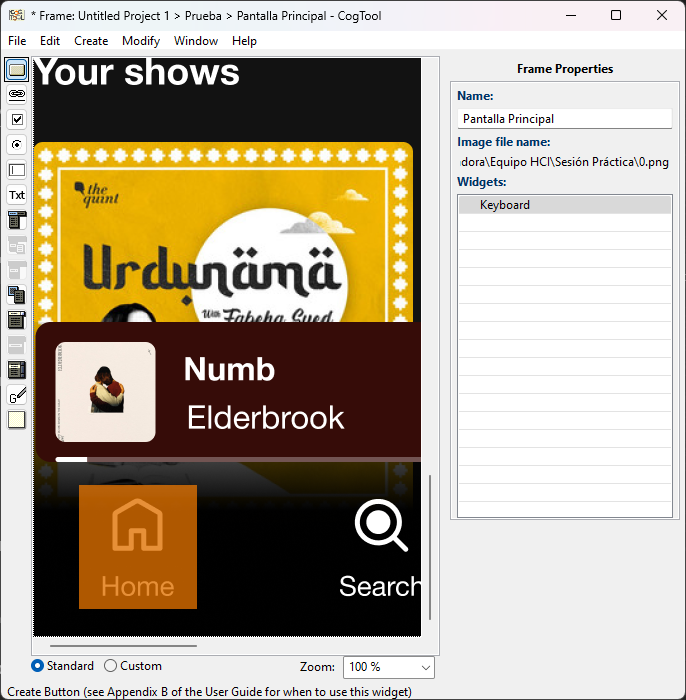 * Frame: Untitled Project 1 > Prueba > Pantalla Principal - CogTool
File Edit Create Modify Window Help
Txt
G
Your shows
the
quint
Urdunama
With Fabeha Syed
Numb
Elderbrook
Home
Search
Frame Properties
Name:
Pantalla Principal
Image file name:
dora\Equipo HCI\Sesión Práctica\0.png
Widgets:
Keyboard
Standard Custom
Zoom: 100 %
Create Button (see Appendix B of the User Guide for when to use this widget)